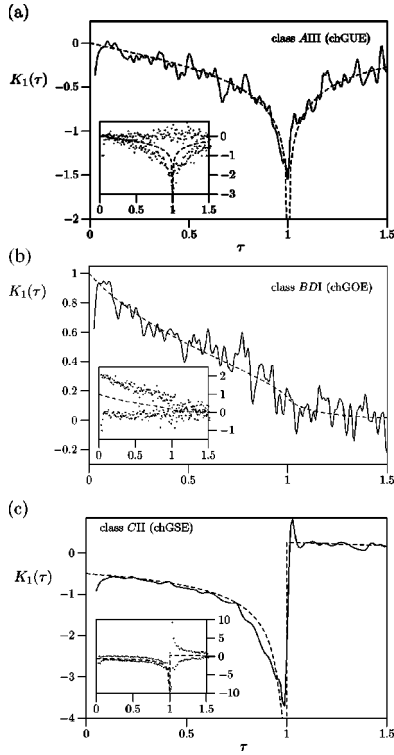 (a)
class AIII (chGUE)
K₁(τ)
0
−0.5
−1
−1.5
−2
0
−1
−2
−3
0 0.5 1 1.5
0 0.5 1 1.5
τ
(b)
K₁(τ)
class BDI (chGOE)
1
0.8
0.6
0.4
0.2
0
−0.2
2
1
0
−1
0 0.5 1 1.5
0 0.5 1 1.5
(c)
class CII (chGSE)
K₁(τ)
0
−1
−2
−3
−4
10
5
0
−5
−10
0 0.5 1 1.5
0 0.5 1 1.5
τ